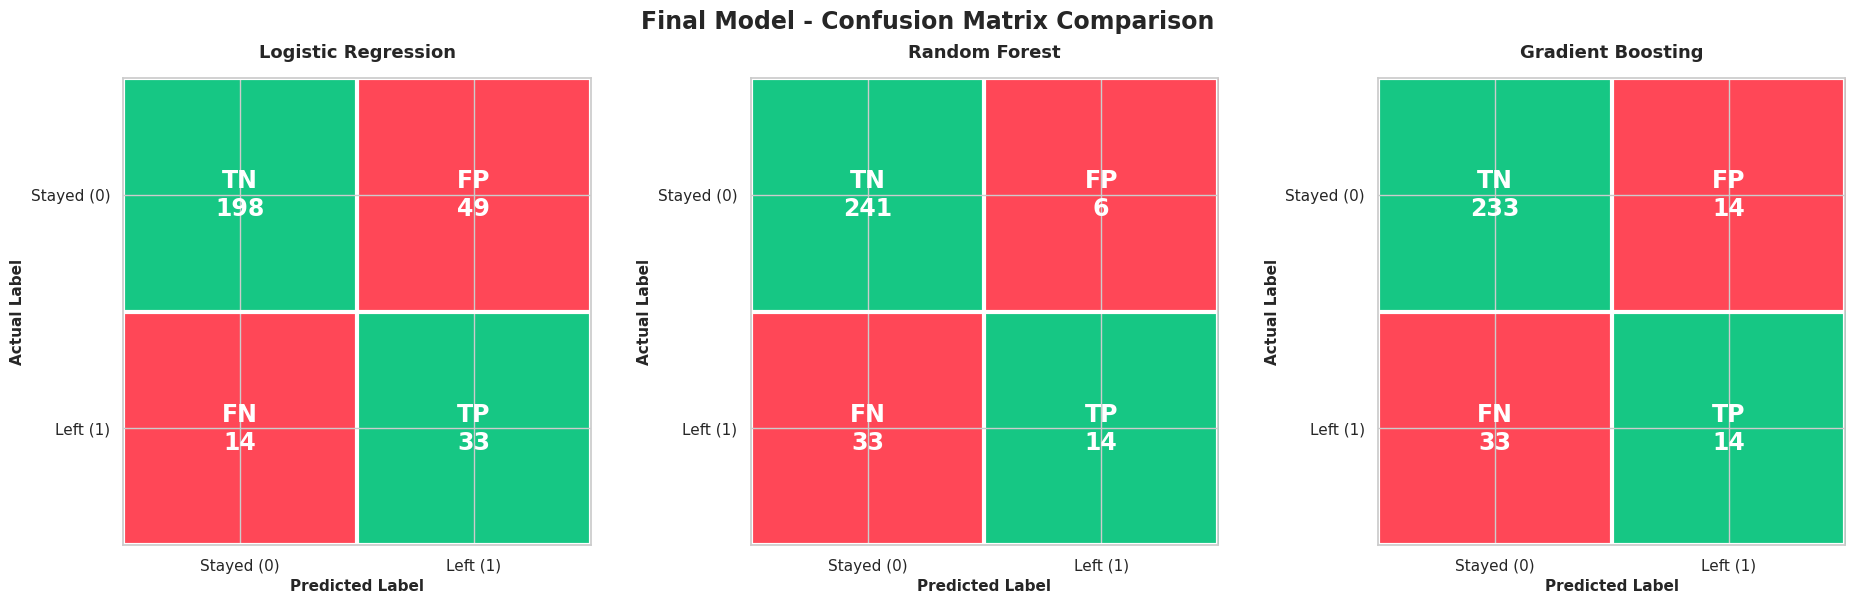 Final Model - Confusion Matrix Comparison
Logistic Regression
Actual Label
Stayed (0)
Left (1)
TN
198
FP
49
FN
14
TP
33
Stayed (0)
Left (1)
Predicted Label
Random Forest
Actual Label
Stayed (0)
Left (1)
TN
241
FP
6
FN
33
TP
14
Stayed (0)
Left (1)
Predicted Label
Gradient Boosting
Actual Label
Stayed (0)
Left (1)
TN
233
FP
14
FN
33
TP
14
Stayed (0)
Left (1)
Predicted Label